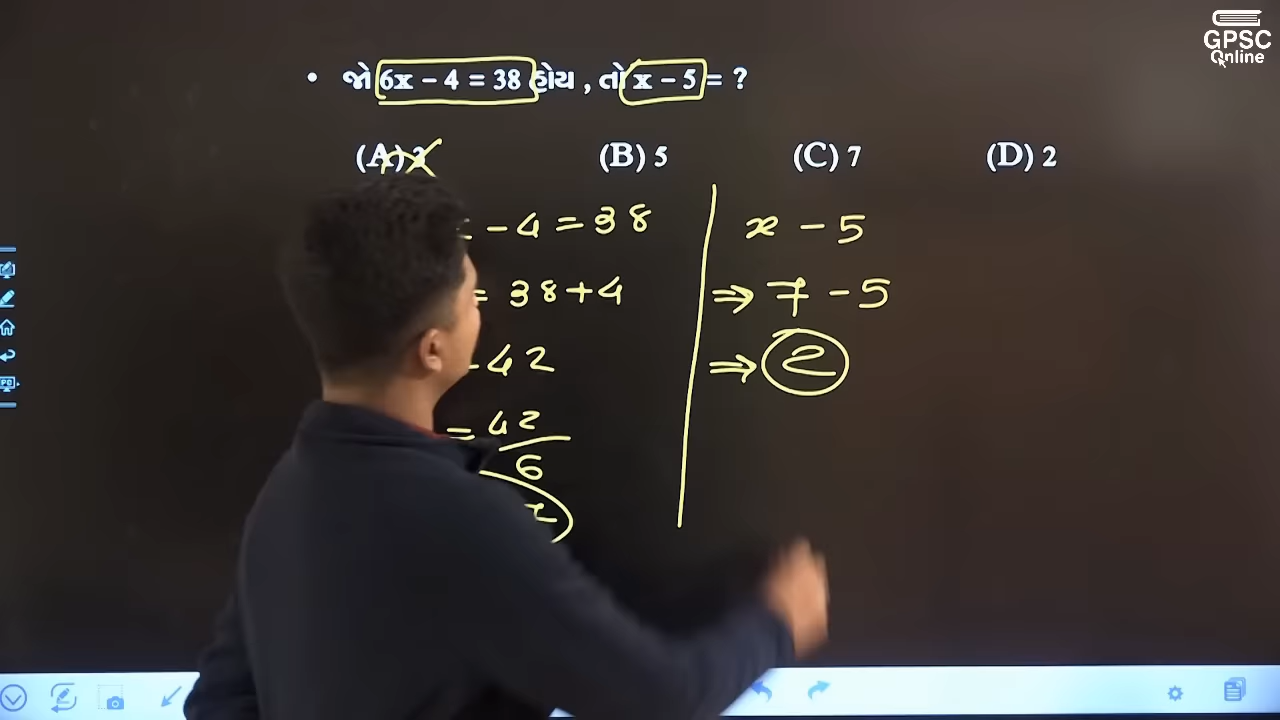 GPSC
Online
• જો 6x – 4 = 38 હોય , તો x – 5 = ?
(A) (B) 5 (C) 7 (D) 2
– 4 = 38
= 38 + 4
42
= 42
6
x – 5
⇒ 7 – 5
⇒ 2